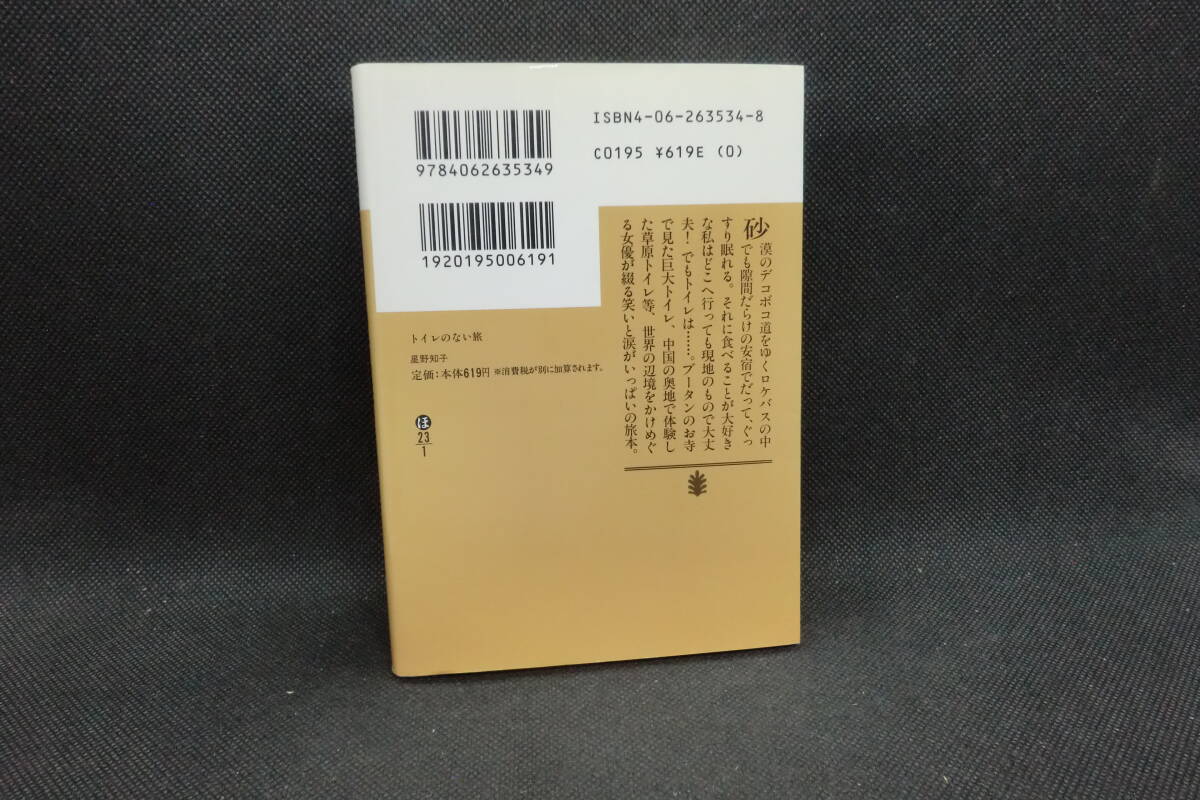 ISBN4-06-263534-8
C0195 ¥619E (0)
9784062635349
1920195006191
砂漠のデコボコ道をゆくロケバスの中
でも隙間だらけの安宿でだって、ぐっ
すり眠れる。それに食べることが大好き
な私はどこへ行っても現地のもので大丈
夫！でもトイレは……。ブータンのお寺
で見た巨大トイレ、中国の奥地で体験し
た草原トイレ等、世界の辺境をかけめぐ
る女優が綴る笑いと涙がいっぱいの旅本。
トイレのない旅
星野知子
定価：本体619円 ※消費税が別に加算されます。
ほ
23
1